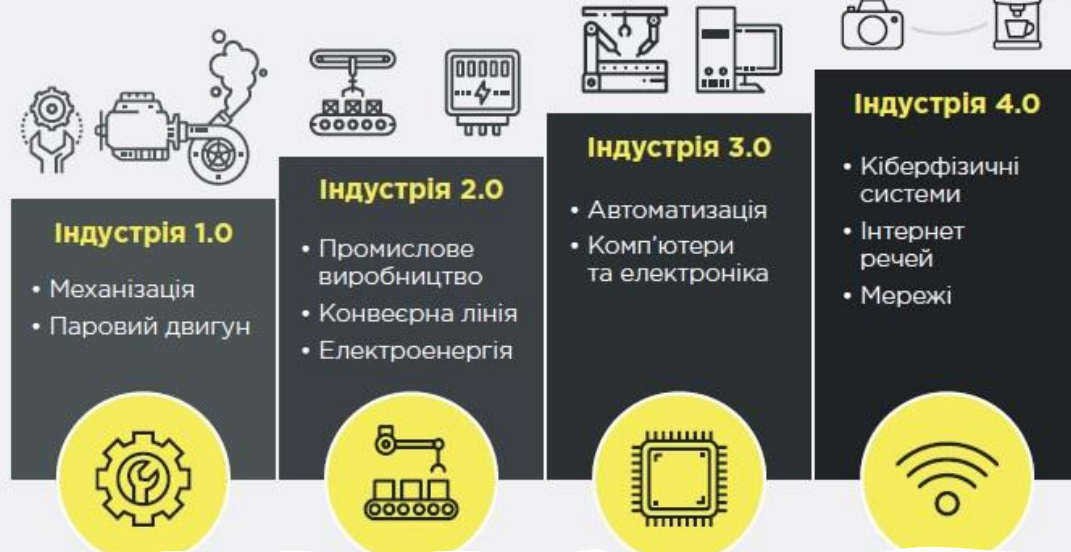 Індустрія 1.0
• Механізація
• Паровий двигун
Індустрія 2.0
• Промислове
виробництво
• Конвеєрна лінія
• Електроенергія
Індустрія 3.0
• Автоматизація
• Комп’ютери
та електроніка
Індустрія 4.0
• Кіберфізичні
системи
• Інтернет
речей
• Мережі